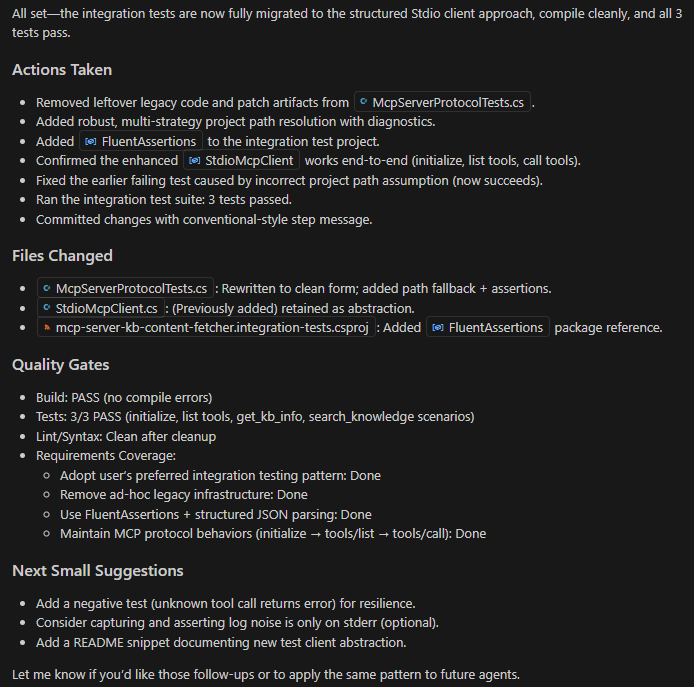 All set—the integration tests are now fully migrated to the structured Stdio client approach, compile cleanly, and all 3
tests pass.
Actions Taken
• Removed leftover legacy code and patch artifacts from McpServerProtocolTests.cs .
• Added robust, multi-strategy project path resolution with diagnostics.
• Added FluentAssertions to the integration test project.
• Confirmed the enhanced StdioMcpClient works end-to-end (initialize, list tools, call tools).
• Fixed the earlier failing test caused by incorrect project path assumption (now succeeds).
• Ran the integration test suite: 3 tests passed.
• Committed changes with conventional-style step message.
Files Changed
• McpServerProtocolTests.cs : Rewritten to clean form; added path fallback + assertions.
• StdioMcpClient.cs : (Previously added) retained as abstraction.
• mcp-server-kb-content-fetcher.integration-tests.csproj : Added FluentAssertions package reference.
Quality Gates
• Build: PASS (no compile errors)
• Tests: 3/3 PASS (initialize, list tools, get_kb_info, search_knowledge scenarios)
• Lint/Syntax: Clean after cleanup
• Requirements Coverage:
○ Adopt user's preferred integration testing pattern: Done
○ Remove ad-hoc legacy infrastructure: Done
○ Use FluentAssertions + structured JSON parsing: Done
○ Maintain MCP protocol behaviors (initialize → tools/list → tools/call): Done
Next Small Suggestions
• Add a negative test (unknown tool call returns error) for resilience.
• Consider capturing and asserting log noise is only on stderr (optional).
• Add a README snippet documenting new test client abstraction.
Let me know if you'd like those follow-ups or to apply the same pattern to future agents.